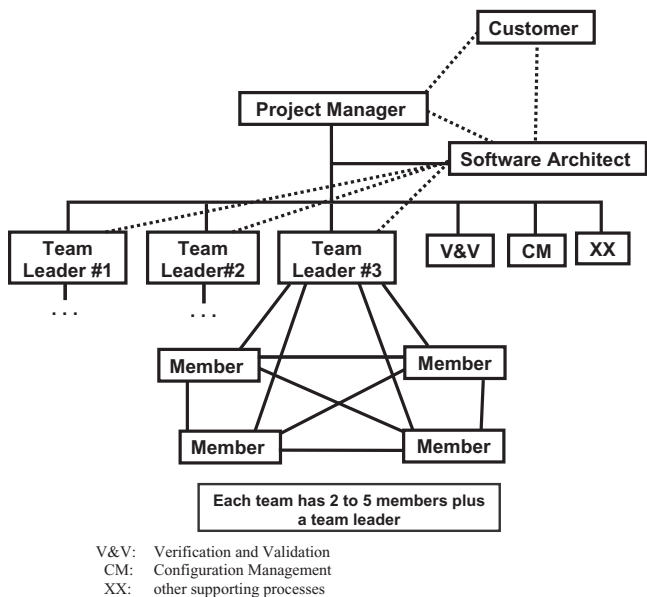 Customer
Project Manager
Software Architect
Team
Leader #1
Team
Leader#2
Team
Leader #3
V&V
CM
XX
. . .
. . .
Member
Member
Member
Member
Each team has 2 to 5 members plus
a team leader
V&V: Verification and Validation
CM: Configuration Management
XX: other supporting processes